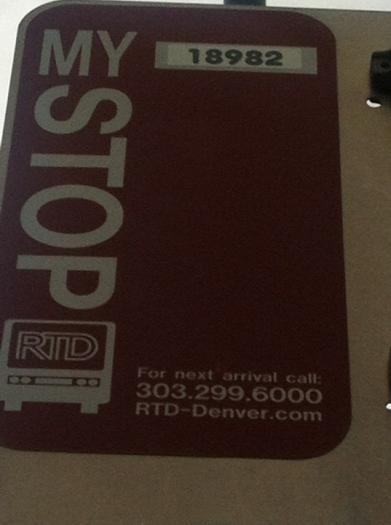 MY STOP
18982
RTD
For next arrival call:
303.299.6000
RTD-Denver.com